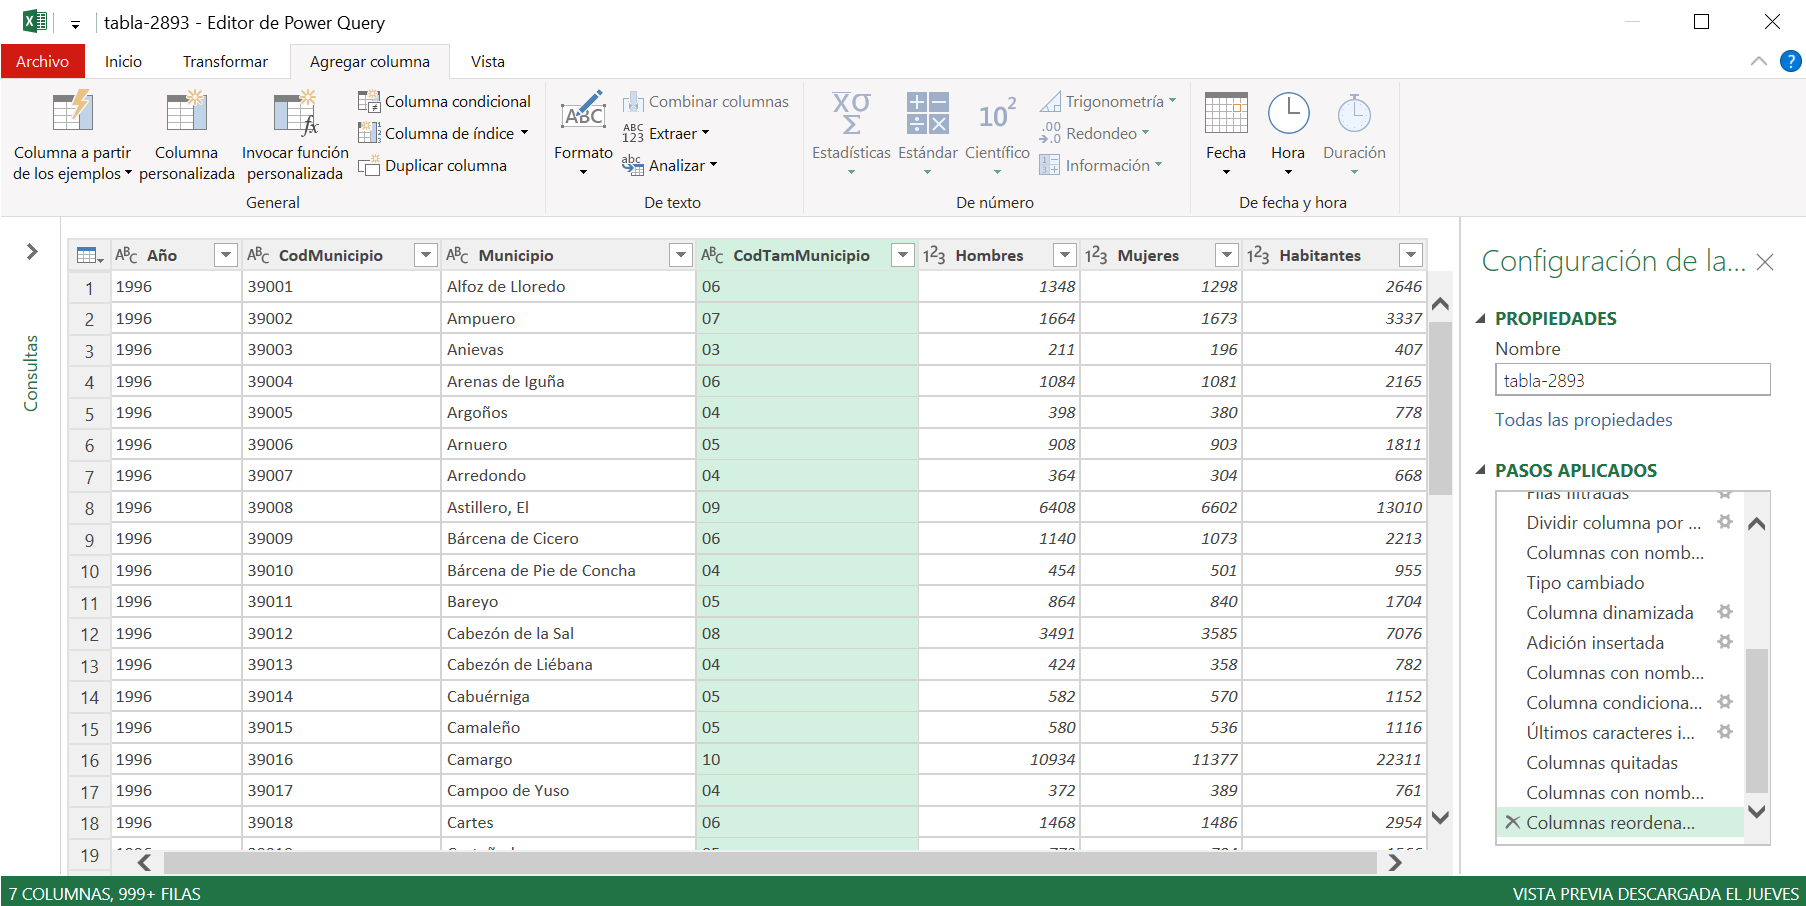 tabla-2893 - Editor de Power Query
Archivo Inicio Transformar Agregar columna Vista
Columna a partir de los ejemplos
Columna personalizada
Invocar función personalizada
Columna condicional
Columna de índice
Duplicar columna
General
Formato
Combinar columnas
Extraer
Analizar
De texto
Estadísticas
Estándar
Científico
Trigonometría
Redondeo
Información
De número
Fecha
Hora
Duración
De fecha y hora
Consultas
Año CodMunicipio Municipio CodTamMunicipio Hombres Mujeres Habitantes
1 1996 39001 Alfoz de Lloredo 06 1348 1298 2646
2 1996 39002 Ampuero 07 1664 1673 3337
3 1996 39003 Anievas 03 211 196 407
4 1996 39004 Arenas de Iguña 06 1084 1081 2165
5 1996 39005 Argoños 04 398 380 778
6 1996 39006 Arnuero 05 908 903 1811
7 1996 39007 Arredondo 04 364 304 668
8 1996 39008 Astillero, El 09 6408 6602 13010
9 1996 39009 Bárcena de Cicero 06 1140 1073 2213
10 1996 39010 Bárcena de Pie de Concha 04 454 501 955
11 1996 39011 Bareyo 05 864 840 1704
12 1996 39012 Cabezón de la Sal 08 3491 3585 7076
13 1996 39013 Cabezón de Liébana 04 424 358 782
14 1996 39014 Cabuérniga 05 582 570 1152
15 1996 39015 Camaleño 05 580 536 1116
16 1996 39016 Camargo 10 10934 11377 22311
17 1996 39017 Campoo de Yuso 04 372 389 761
18 1996 39018 Cartes 06 1468 1486 2954
19
Configuración de la...
PROPIEDADES
Nombre
tabla-2893
Todas las propiedades
PASOS APLICADOS
Filas filtradas
Dividir columna por ...
Columnas con nomb...
Tipo cambiado
Columna dinamizada
Adición insertada
Columnas con nomb...
Columna condiciona...
Últimos caracteres i...
Columnas quitadas
Columnas con nomb...
Columnas reordena...
7 COLUMNAS, 999+ FILAS
VISTA PREVIA DESCARGADA EL JUEVES